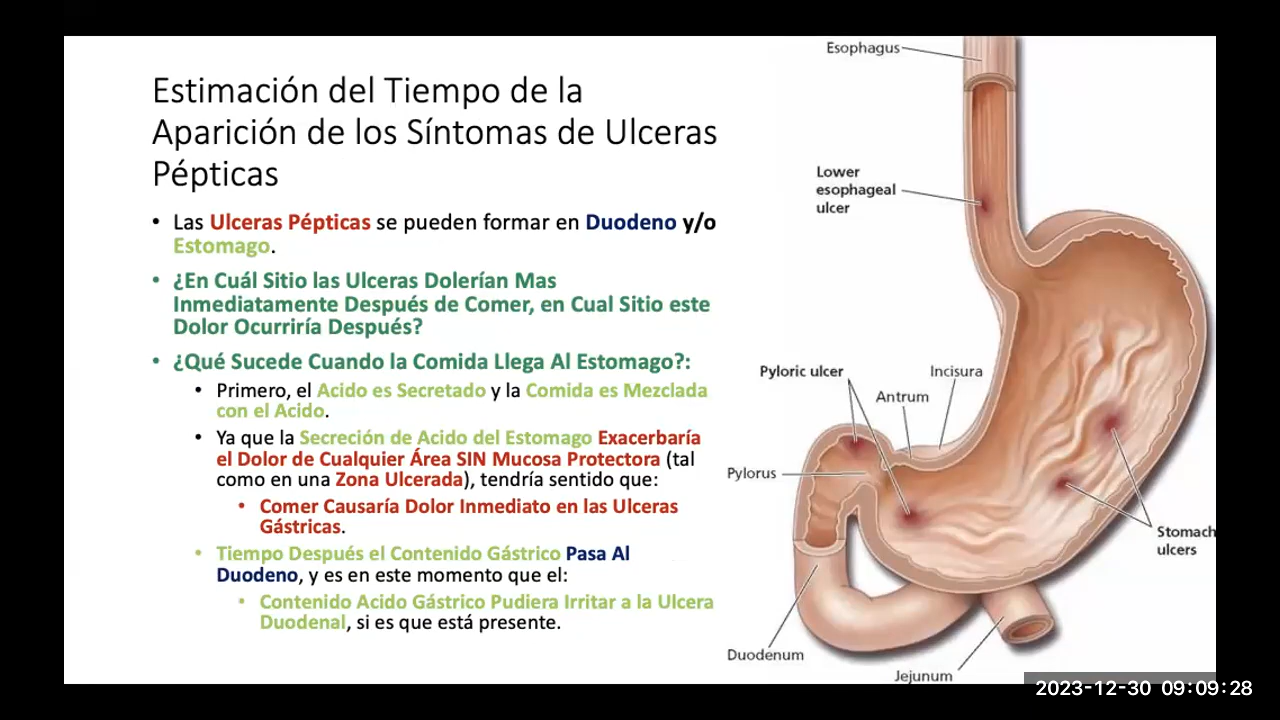 Estimación del Tiempo de la
Aparición de los Síntomas de Ulceras
Pépticas
• Las Ulceras Pépticas se pueden formar en Duodeno y/o
Estomago.
• ¿En Cuál Sitio las Ulceras Dolerían Mas
Inmediatamente Después de Comer, en Cual Sitio este
Dolor Ocurriría Después?
• ¿Qué Sucede Cuando la Comida Llega Al Estomago?:
• Primero, el Acido es Secretado y la Comida es Mezclada
con el Acido.
• Ya que la Secreción de Acido del Estomago Exacerbaría
el Dolor de Cualquier Área SIN Mucosa Protectora (tal
como en una Zona Ulcerada), tendría sentido que:
• Comer Causaría Dolor Inmediato en las Ulceras
Gástricas.
• Tiempo Después el Contenido Gástrico Pasa Al
Duodeno, y es en este momento que el:
• Contenido Acido Gástrico Pudiera Irritar a la Ulcera
Duodenal, si es que está presente.
Esophagus
Lower
esophageal
ulcer
Pyloric ulcer
Incisura
Antrum
Pylorus
Stomach
ulcers
Duodenum
Jejunum
2023-12-30 09:09:28